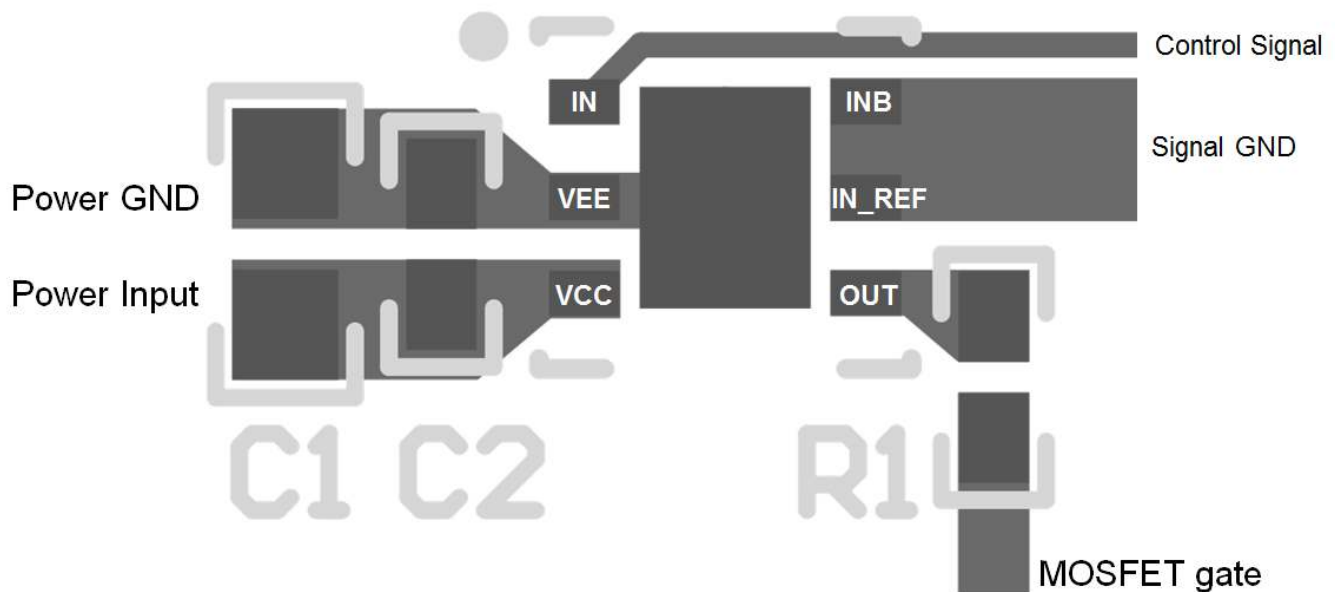 Control Signal
IN
INB
Signal GND
Power GND
VEE
IN_REF
Power Input
VCC
OUT
C1
C2
R1
MOSFET gate